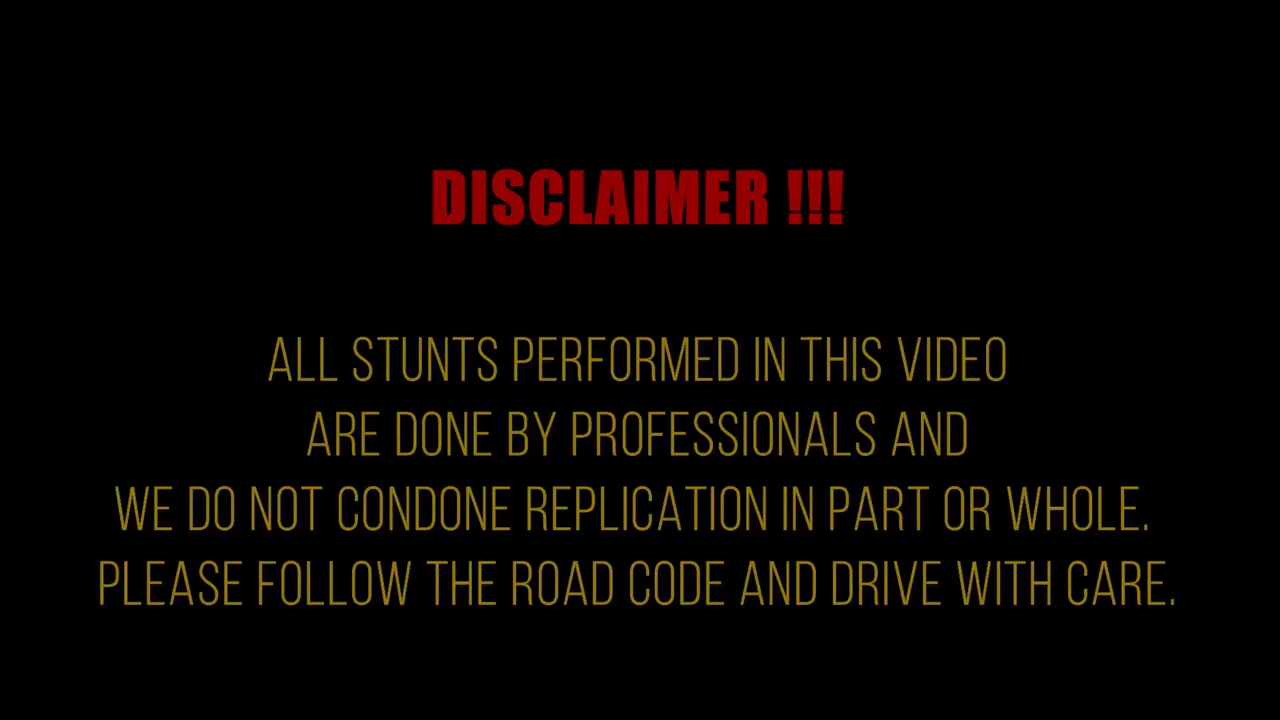 DISCLAIMER !!!
ALL STUNTS PERFORMED IN THIS VIDEO
ARE DONE BY PROFESSIONALS AND
WE DO NOT CONDONE REPLICATION IN PART OR WHOLE.
PLEASE FOLLOW THE ROAD CODE AND DRIVE WITH CARE.